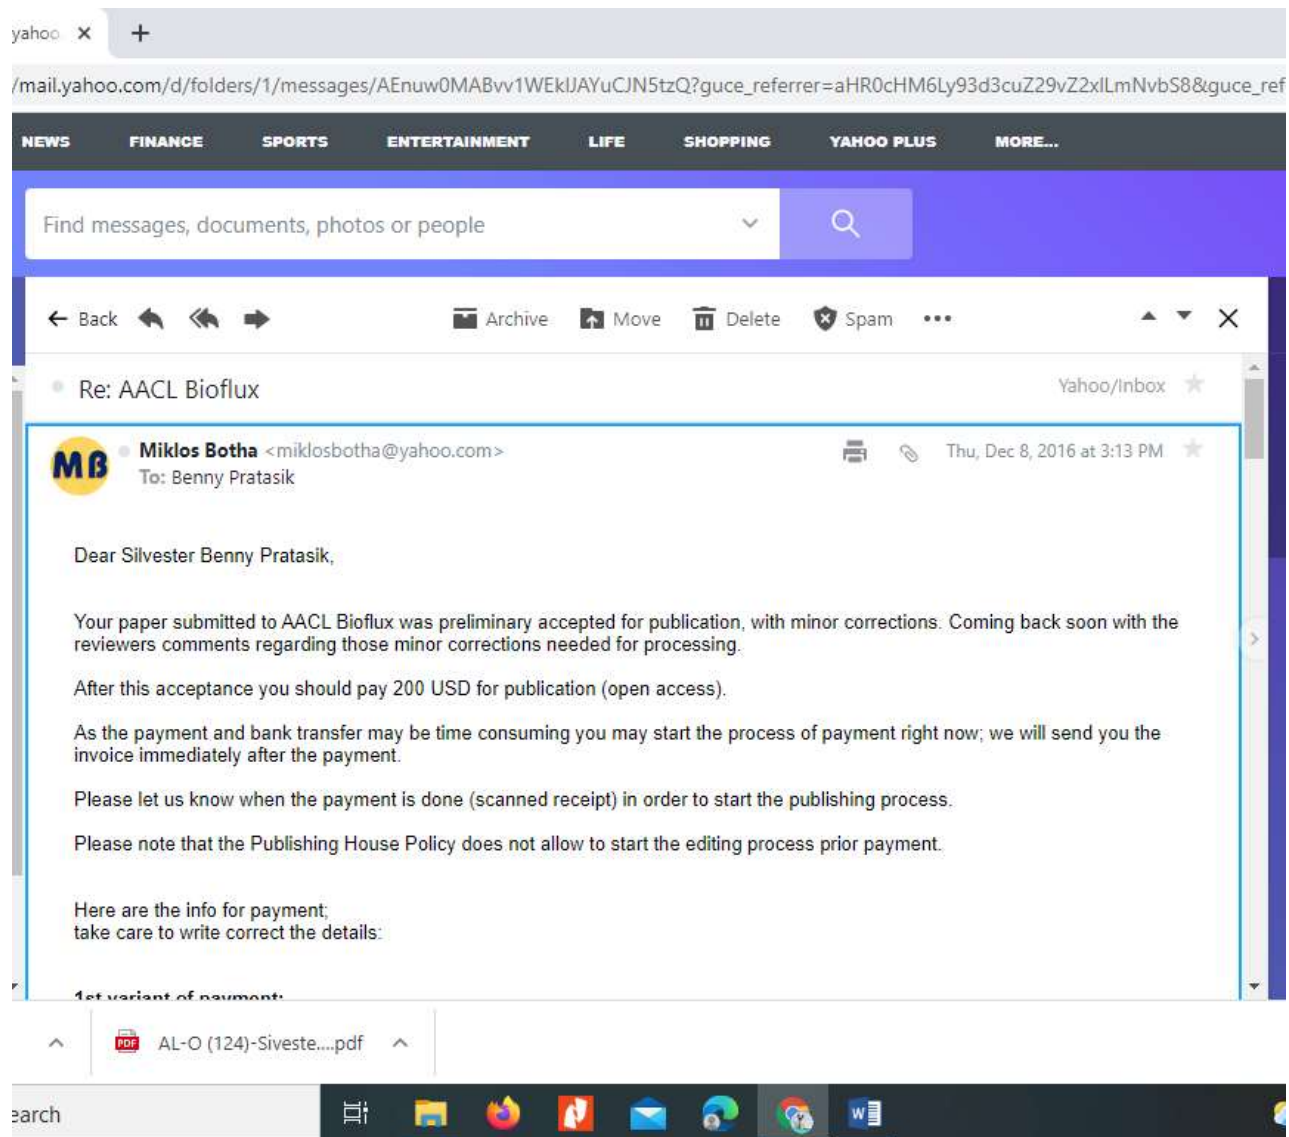 yahoo
/mail.yahoo.com/d/folders/1/messages/AEnuw0MABvv1WEklJAYuCJN5tzQ?guce_referrer=aHR0cHM6Ly93d3cuZ29vZ2xlLmNvbS8&guce_ref
NEWS FINANCE SPORTS ENTERTAINMENT LIFE SHOPPING YAHOO PLUS MORE...
Find messages, documents, photos or people
Back Archive Move Delete Spam
Re: AACL Bioflux Yahoo/Inbox
MB
Miklos Botha <miklosbotha@yahoo.com> Thu, Dec 8, 2016 at 3:13 PM
To: Benny Pratasik
Dear Silvester Benny Pratasik,
Your paper submitted to AACL Bioflux was preliminary accepted for publication, with minor corrections. Coming back soon with the
reviewers comments regarding those minor corrections needed for processing.
After this acceptance you should pay 200 USD for publication (open access).
As the payment and bank transfer may be time consuming you may start the process of payment right now; we will send you the
invoice immediately after the payment.
Please let us know when the payment is done (scanned receipt) in order to start the publishing process.
Please note that the Publishing House Policy does not allow to start the editing process prior payment.
Here are the info for payment;
take care to write correct the details:
1st variant of payment:
PDF AL-O (124)-Siveste....pdf
earch